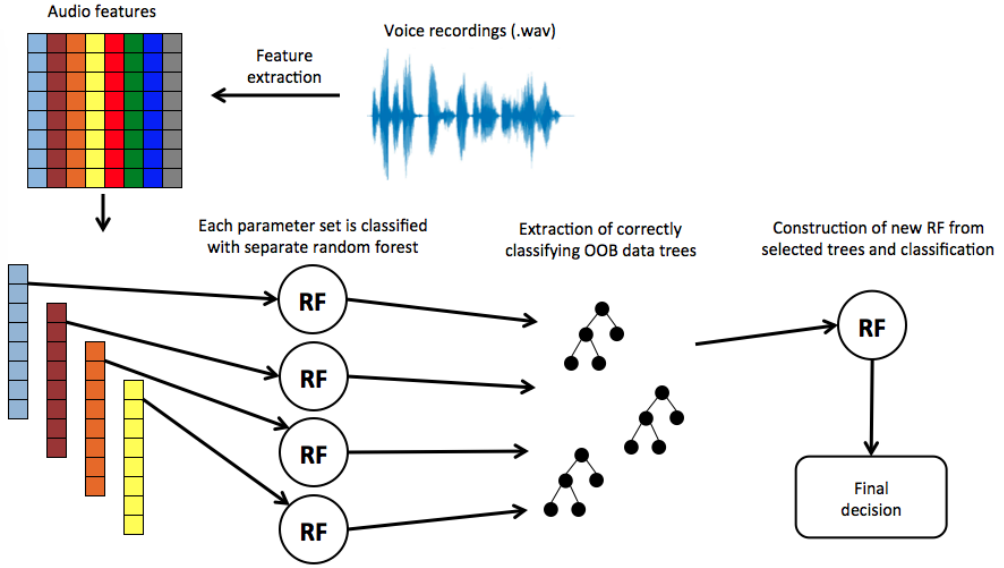 Audio features
Voice recordings (.wav)
Feature
extraction
Each parameter set is classified
with separate random forest
Extraction of correctly
classifying OOB data trees
Construction of new RF from
selected trees and classification
RF
RF
RF
RF
RF
Final
decision